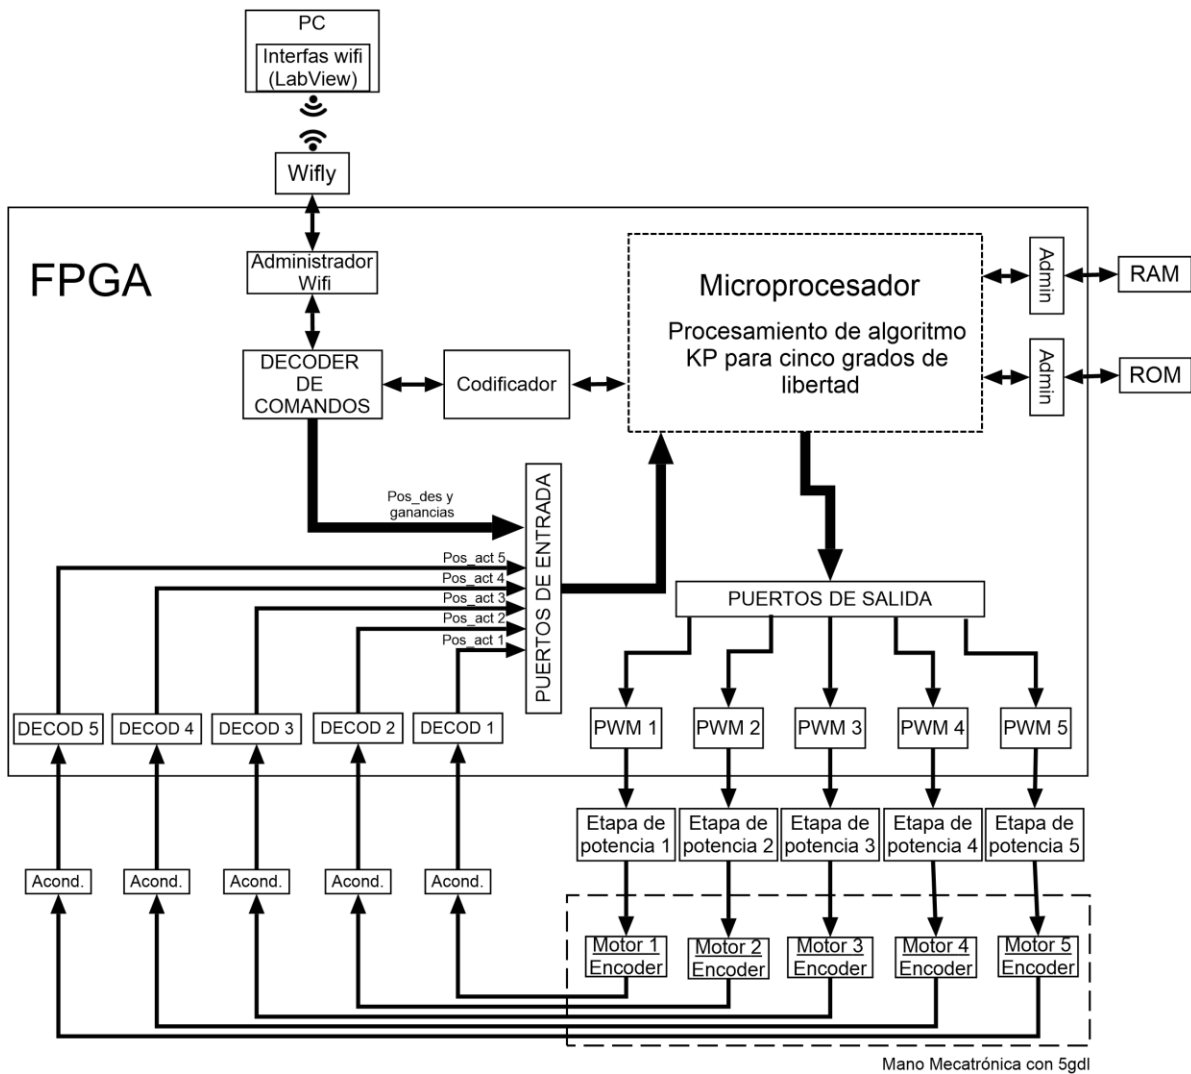 PC
Interfas wifi
(LabView)
Wifly
FPGA
Administrador
Wifi
DECODER
DE
COMANDOS
Codificador
Microprocesador
Procesamiento de algoritmo
KP para cinco grados de
libertad
Admin
RAM
Admin
ROM
Pos_des y
ganancias
Pos_act 5
Pos_act 4
Pos_act 3
Pos_act 2
Pos_act 1
PUERTOS DE ENTRADA
PUERTOS DE SALIDA
DECOD 5
DECOD 4
DECOD 3
DECOD 2
DECOD 1
PWM 1
PWM 2
PWM 3
PWM 4
PWM 5
Etapa de
potencia 1
Etapa de
potencia 2
Etapa de
potencia 3
Etapa de
potencia 4
Etapa de
potencia 5
Acond.
Acond.
Acond.
Acond.
Acond.
Motor 1
Encoder
Motor 2
Encoder
Motor 3
Encoder
Motor 4
Encoder
Motor 5
Encoder
Mano Mecatrónica con 5gdl